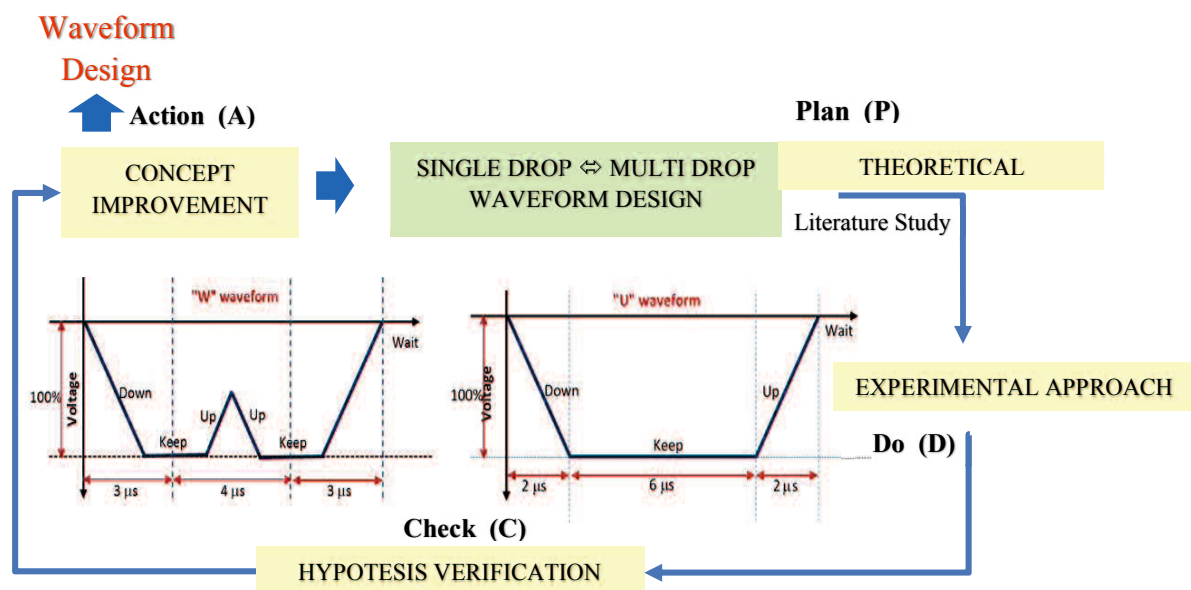 Waveform
Design
Action (A)
Plan (P)
CONCEPT
IMPROVEMENT
SINGLE DROP ⬄ MULTI DROP
WAVEFORM DESIGN
THEORETICAL
Literature Study
"W" waveform
Wait
100%
Voltage
Down
Up
Up
Keep
Keep
3 µs
4 µs
3 µs
"U" waveform
Wait
100%
Voltage
Down
Up
Keep
2 µs
6 µs
2 µs
EXPERIMENTAL APPROACH
Do (D)
Check (C)
HYPOTESIS VERIFICATION